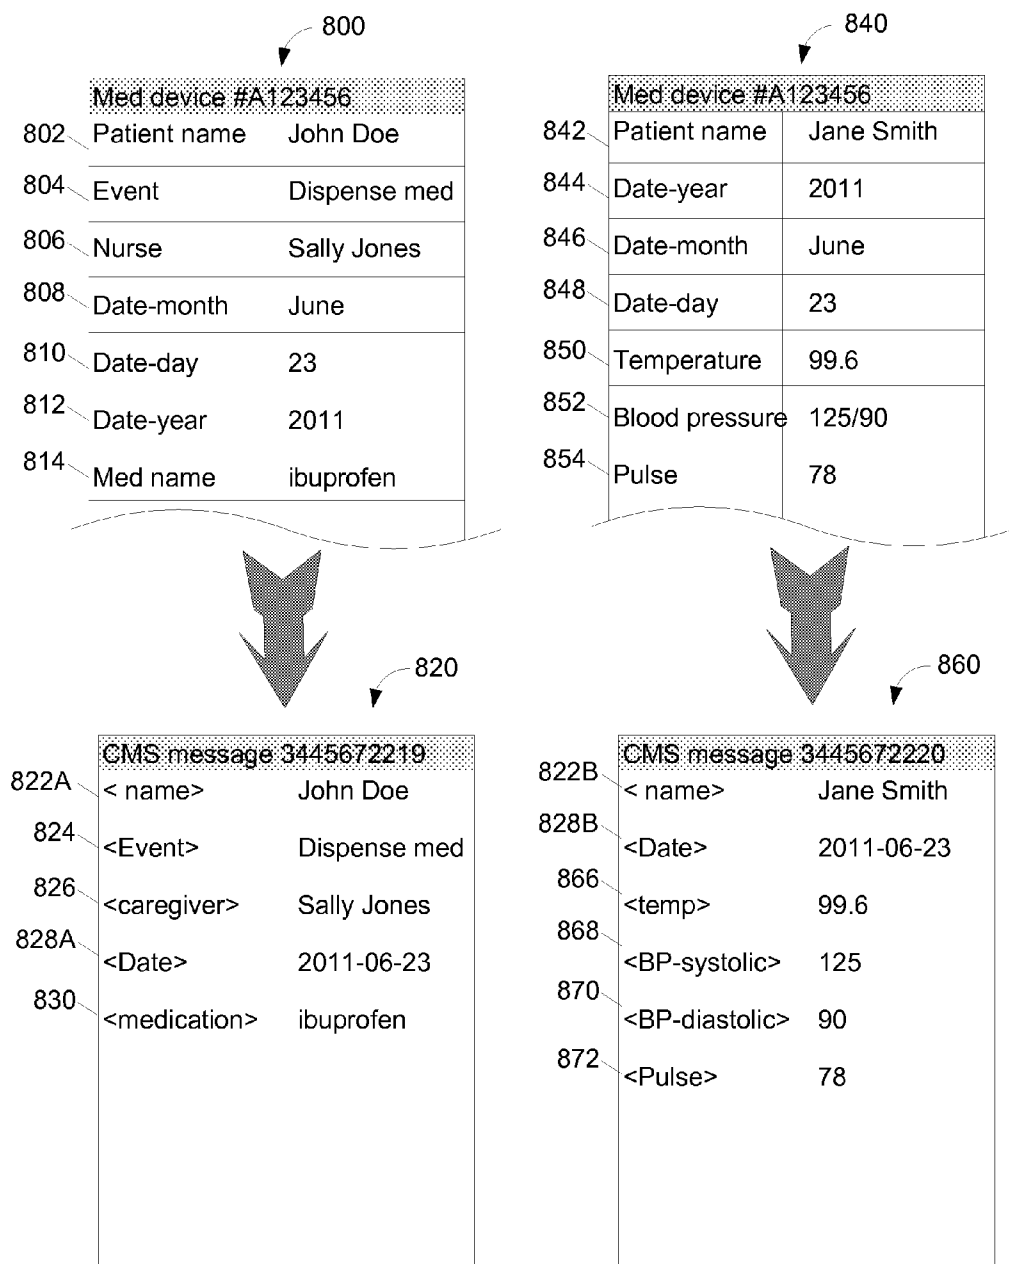 800
Med device #A123456
802 Patient name John Doe
804 Event Dispense med
806 Nurse Sally Jones
808 Date-month June
810 Date-day 23
812 Date-year 2011
814 Med name ibuprofen
840
Med device #A123456
842 Patient name Jane Smith
844 Date-year 2011
846 Date-month June
848 Date-day 23
850 Temperature 99.6
852 Blood pressure 125/90
854 Pulse 78
820
CMS message 3445672219
822A < name> John Doe
824 <Event> Dispense med
826 <caregiver> Sally Jones
828A <Date> 2011-06-23
830 <medication> ibuprofen
860
CMS message 3445672220
822B < name> Jane Smith
828B <Date> 2011-06-23
866 <temp> 99.6
868 <BP-systolic> 125
870 <BP-diastolic> 90
872 <Pulse> 78